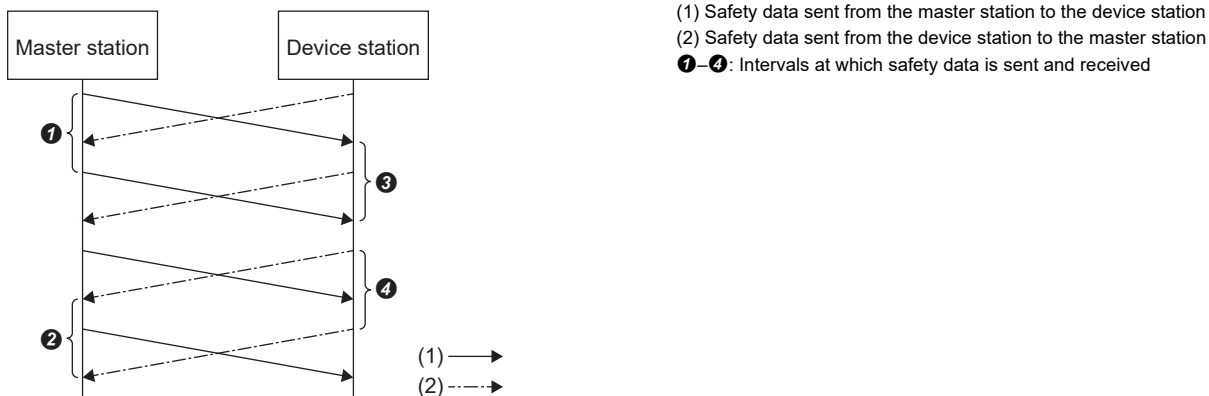 Master station
Device station
❶
❸
❹
❷
(1)
(2)
(1) Safety data sent from the master station to the device station
(2) Safety data sent from the device station to the master station
❶–❹: Intervals at which safety data is sent and received